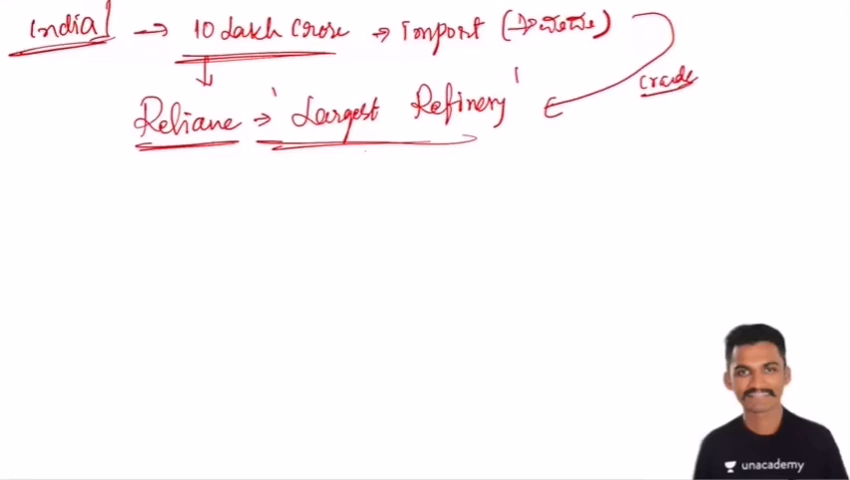 India → 10 Lakh Crore → Import (
crude
Reliane → 'Largest Refinery'
unacademy